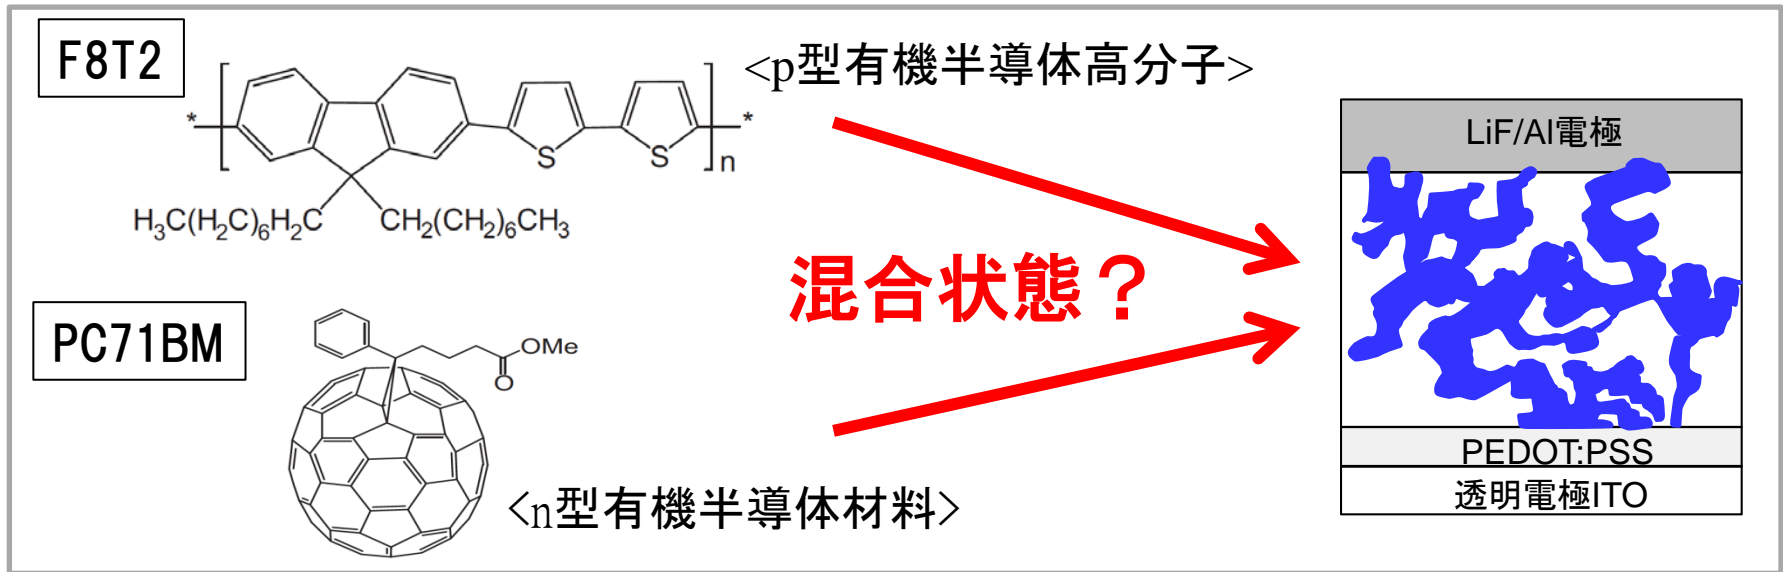 F8T2
<p型有機半導体高分子>
*
*
S
S
n
H₃C(H₂C)₆H₂C
CH₂(CH₂)₆CH₃
LiF/Al電極
混合状態？
PC71BM
OMe
O
PEDOT:PSS
<n型有機半導体材料>
透明電極ITO